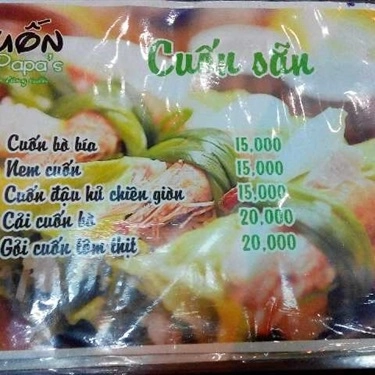 UỐN
Papa's
Cuốn sẵn
Cuốn bò bía 15,000
Nem cuốn 15,000
Cuốn đậu hủ chiên giòn 15,000
Cải cuốn bò 20,000
Gỏi cuốn tôm thịt 20,000